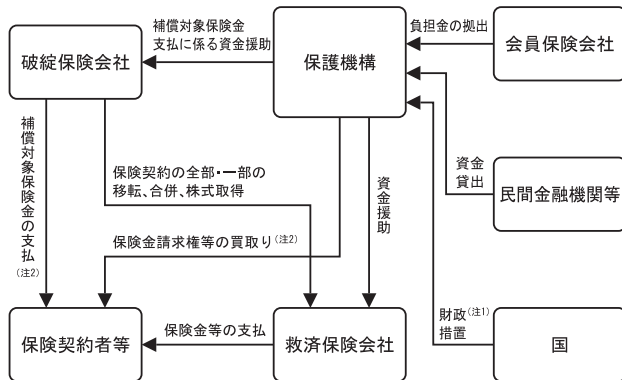 補償対象保険金
支払に係る資金援助
負担金の拠出
破綻保険会社
保護機構
会員保険会社
補償対象保険金の支払(注2)
保険契約の全部・一部の
移転、合併、株式取得
資金援助
資金
貸出
民間金融機関等
保険金請求権等の買取り(注2)
財政(注1)
措置
保険契約者等
保険金等の支払
救済保険会社
国